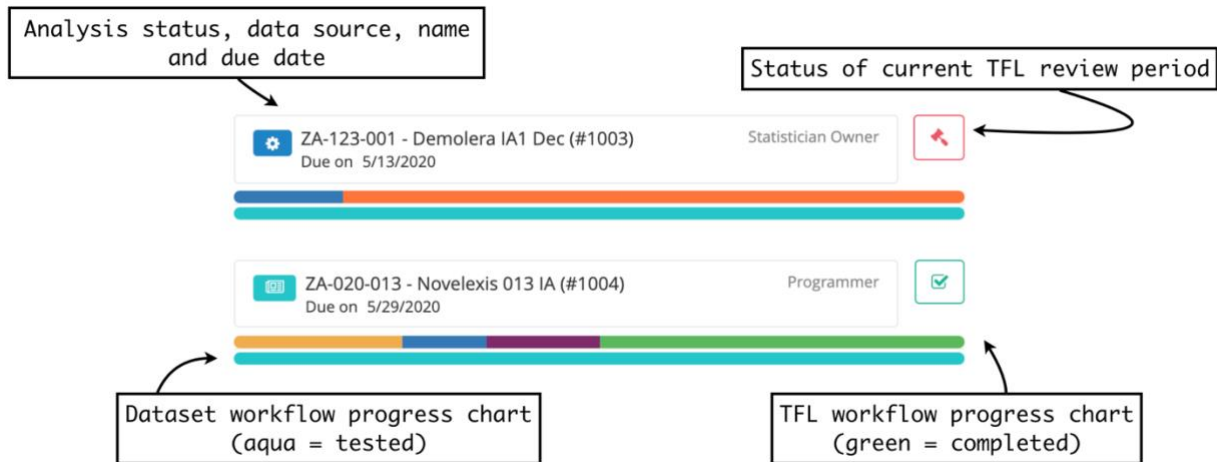 Analysis status, data source, name
and due date
Status of current TFL review period
ZA-123-001 - Demolera IA1 Dec (#1003)
Statistician Owner
Due on 5/13/2020
ZA-020-013 - Novelexis 013 IA (#1004)
Programmer
Due on 5/29/2020
Dataset workflow progress chart
(aqua = tested)
TFL workflow progress chart
(green = completed)